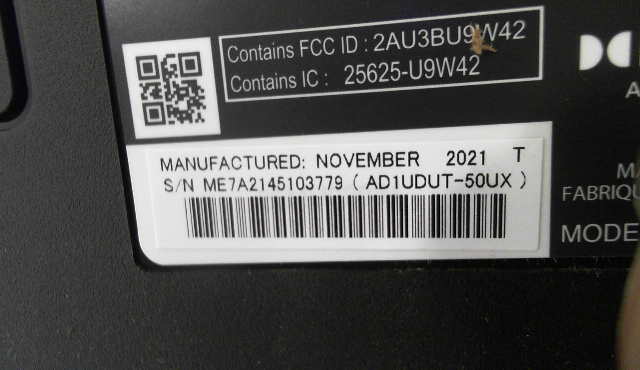 Contains FCC ID : 2AU3BU9W42
Contains IC : 25625-U9W42
MANUFACTURED: NOVEMBER 2021 T
S/N ME7A2145103779 ( AD1UDUT-50UX )